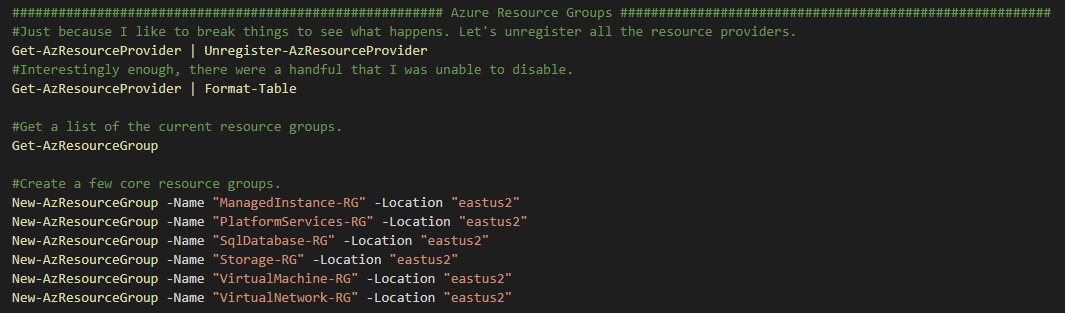 ######################################################## Azure Resource Groups ########################################################
#Just because I like to break things to see what happens. Let's unregister all the resource providers.
Get-AzResourceProvider | Unregister-AzResourceProvider
#Interestingly enough, there were a handful that I was unable to disable.
Get-AzResourceProvider | Format-Table
#Get a list of the current resource groups.
Get-AzResourceGroup
#Create a few core resource groups.
New-AzResourceGroup -Name "ManagedInstance-RG" -Location "eastus2"
New-AzResourceGroup -Name "PlatformServices-RG" -Location "eastus2"
New-AzResourceGroup -Name "SqlDatabase-RG" -Location "eastus2"
New-AzResourceGroup -Name "Storage-RG" -Location "eastus2"
New-AzResourceGroup -Name "VirtualMachine-RG" -Location "eastus2"
New-AzResourceGroup -Name "VirtualNetwork-RG" -Location "eastus2"